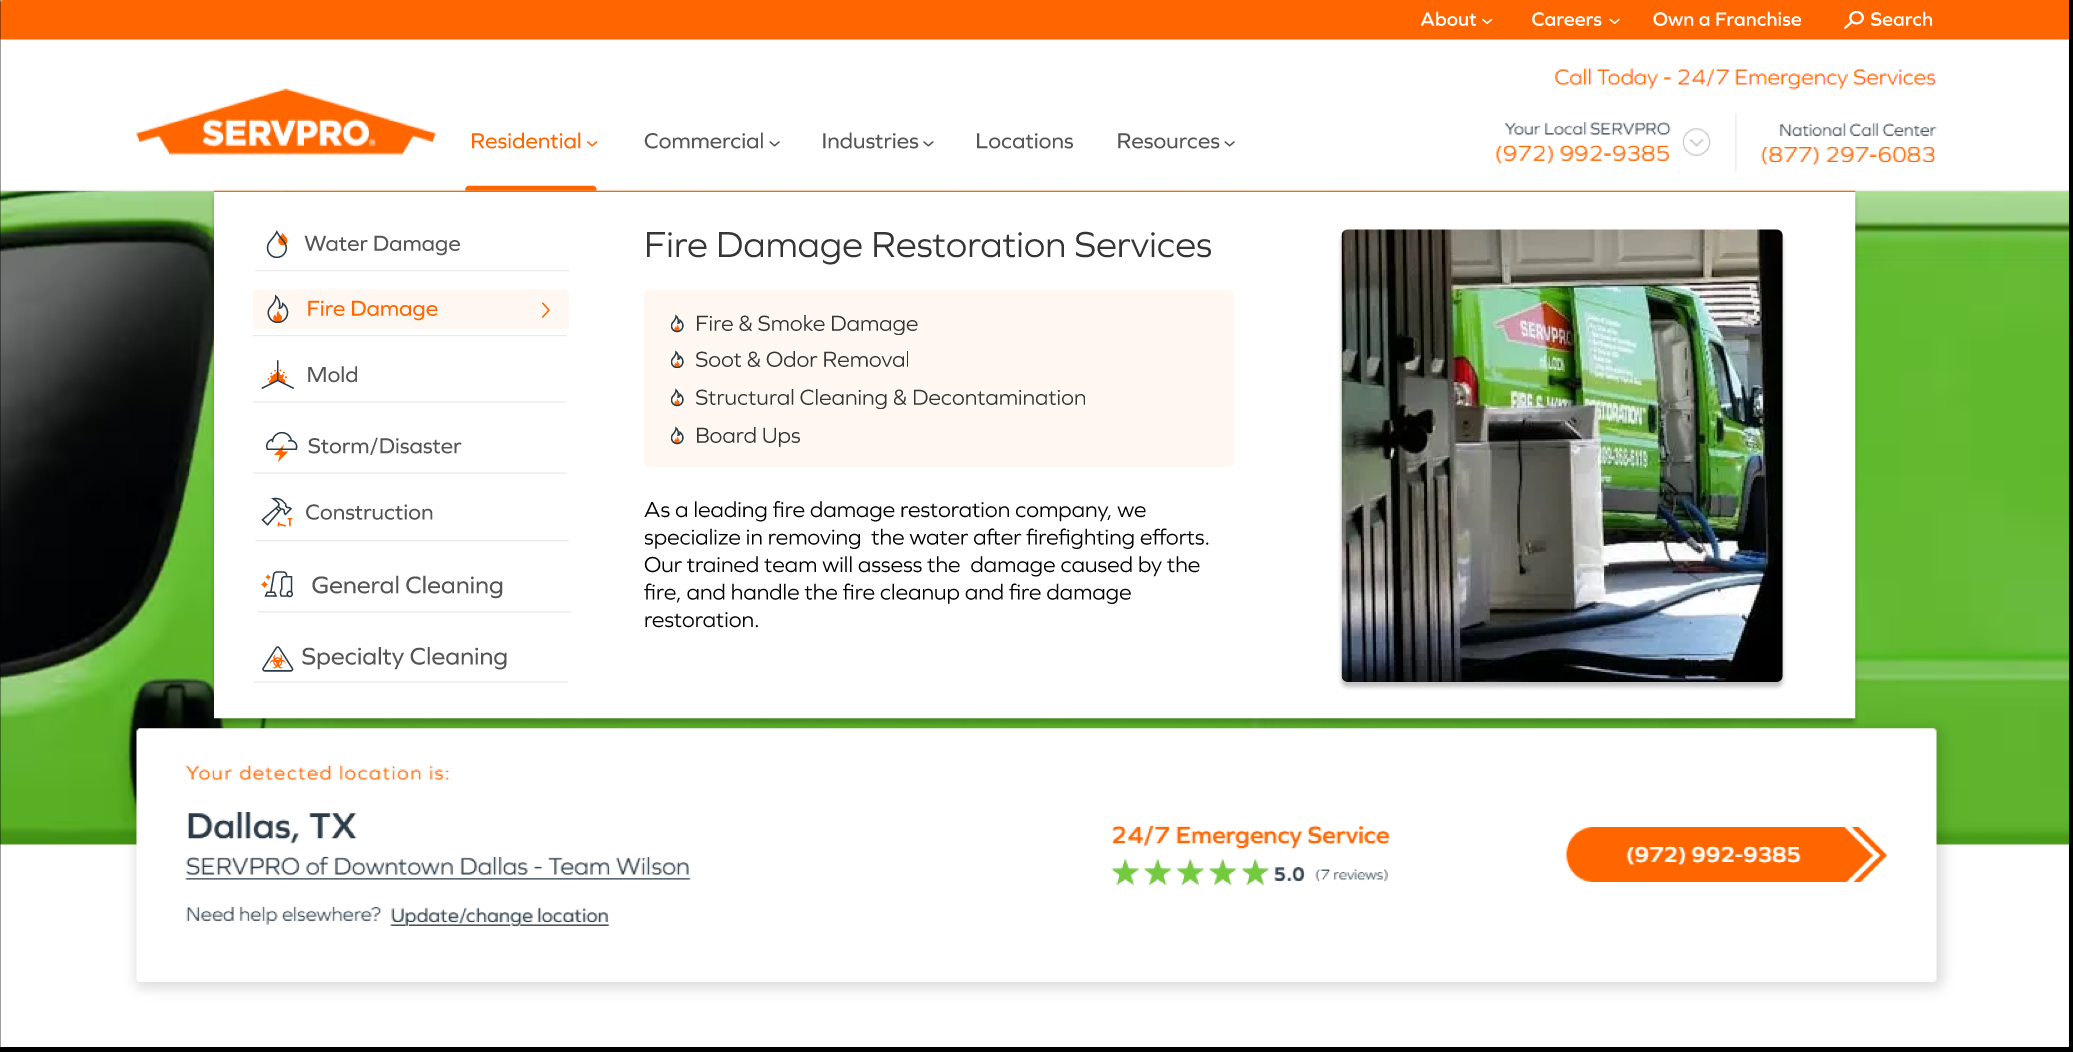 About
Careers
Own a Franchise
Search
Call Today - 24/7 Emergency Services
SERVPRO®
Residential
Commercial
Industries
Locations
Resources
Your Local SERVPRO
(972) 992-9385
National Call Center
(877) 297-6083
Water Damage
Fire Damage
Mold
Storm/Disaster
Construction
General Cleaning
Specialty Cleaning
Fire Damage Restoration Services
Fire & Smoke Damage
Soot & Odor Removal
Structural Cleaning & Decontamination
Board Ups
As a leading fire damage restoration company, we
specialize in removing the water after firefighting efforts.
Our trained team will assess the damage caused by the
fire, and handle the fire cleanup and fire damage
restoration.
SERVPRO
Your detected location is:
Dallas, TX
SERVPRO of Downtown Dallas - Team Wilson
Need help elsewhere? Update/change location
24/7 Emergency Service
5.0 (7 reviews)
(972) 992-9385